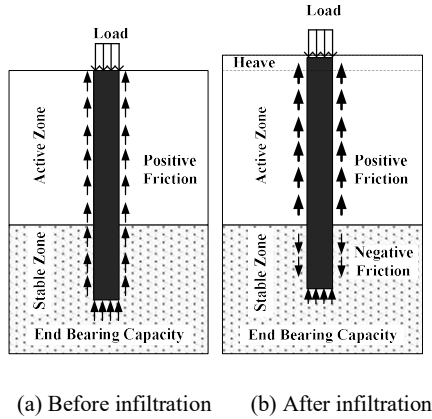 Load
Active Zone
Positive
Friction
Stable Zone
End Bearing Capacity
(a) Before infiltration
Load
Heave
Active Zone
Positive
Friction
Negative
Friction
Stable Zone
End Bearing Capacity
(b) After infiltration